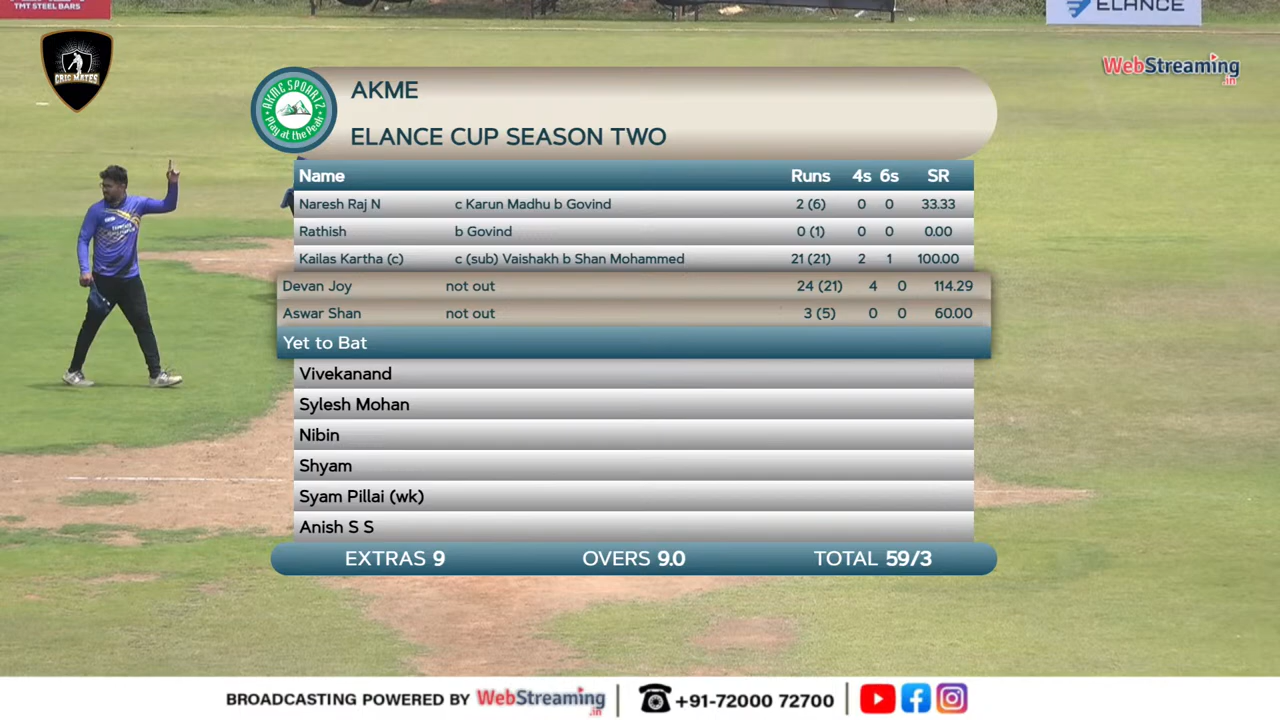 TMT STEEL BARS
ELANCE
CRIC MATES
WebStreaming
.in
AKME SPORTZ
Play at the Peak
AKME
ELANCE CUP SEASON TWO
Name Runs 4s 6s SR
Naresh Raj N c Karun Madhu b Govind 2 (6) 0 0 33.33
Rathish b Govind 0 (1) 0 0 0.00
Kailas Kartha (c) c (sub) Vaishakh b Shan Mohammed 21 (21) 2 1 100.00
Devan Joy not out 24 (21) 4 0 114.29
Aswar Shan not out 3 (5) 0 0 60.00
Yet to Bat
Vivekanand
Sylesh Mohan
Nibin
Shyam
Syam Pillai (wk)
Anish S S
EXTRAS 9 OVERS 9.0 TOTAL 59/3
BROADCASTING POWERED BY WebStreaming.in +91-72000 72700